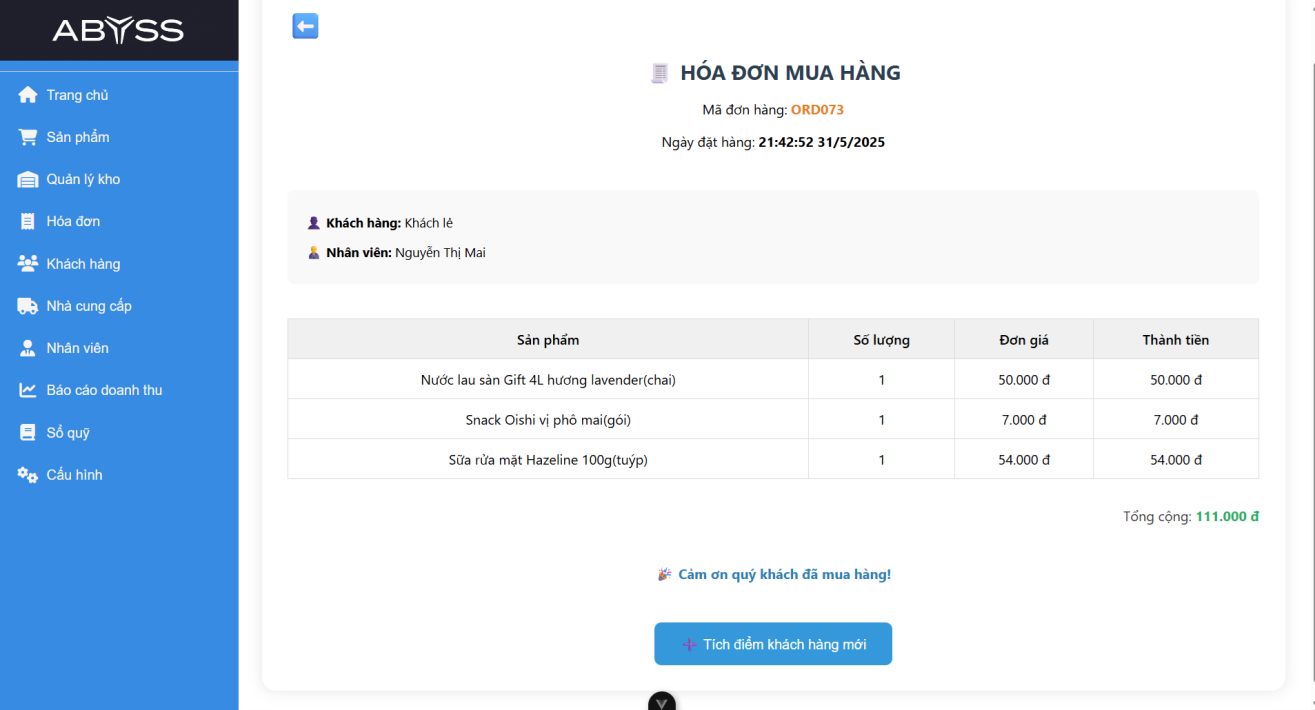 ABYSS
Trang chủ
Sản phẩm
Quản lý kho
Hóa đơn
Khách hàng
Nhà cung cấp
Nhân viên
Báo cáo doanh thu
Sổ quỹ
Cấu hình
HÓA ĐƠN MUA HÀNG
Mã đơn hàng: ORD073
Ngày đặt hàng: 21:42:52 31/5/2025
Khách hàng: Khách lẻ
Nhân viên: Nguyễn Thị Mai
Sản phẩm Số lượng Đơn giá Thành tiền
Nước lau sàn Gift 4L hương lavender(chai) 1 50.000 đ 50.000 đ
Snack Oishi vị phô mai(gói) 1 7.000 đ 7.000 đ
Sữa rửa mặt Hazeline 100g(tuýp) 1 54.000 đ 54.000 đ
Tổng cộng: 111.000 đ
Cảm ơn quý khách đã mua hàng!
Tích điểm khách hàng mới